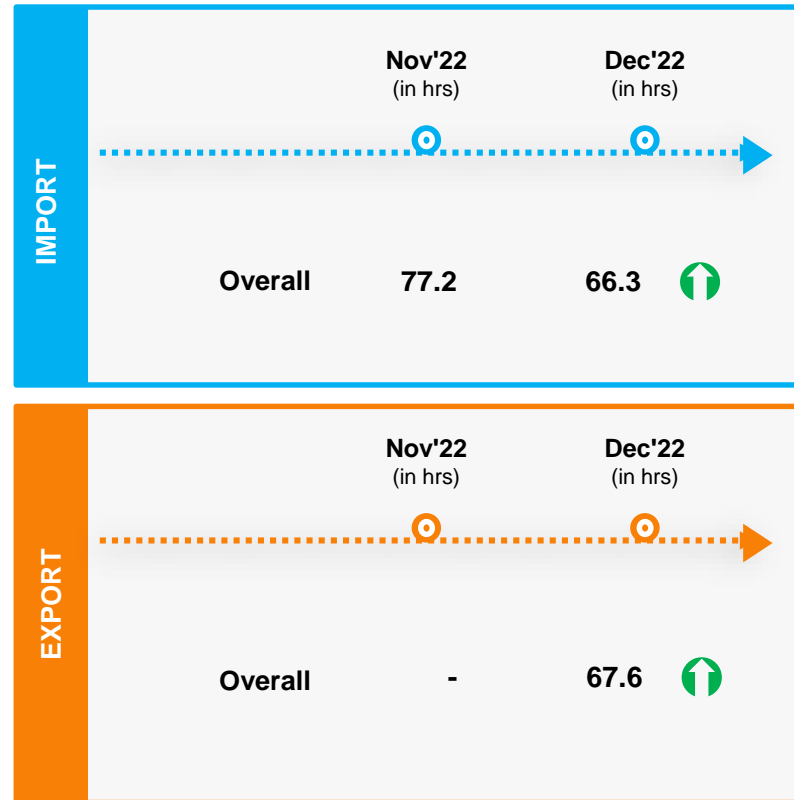 IMPORT
Nov'22 Dec'22
(in hrs) (in hrs)
Overall 77.2 66.3
EXPORT
Nov'22 Dec'22
(in hrs) (in hrs)
Overall - 67.6